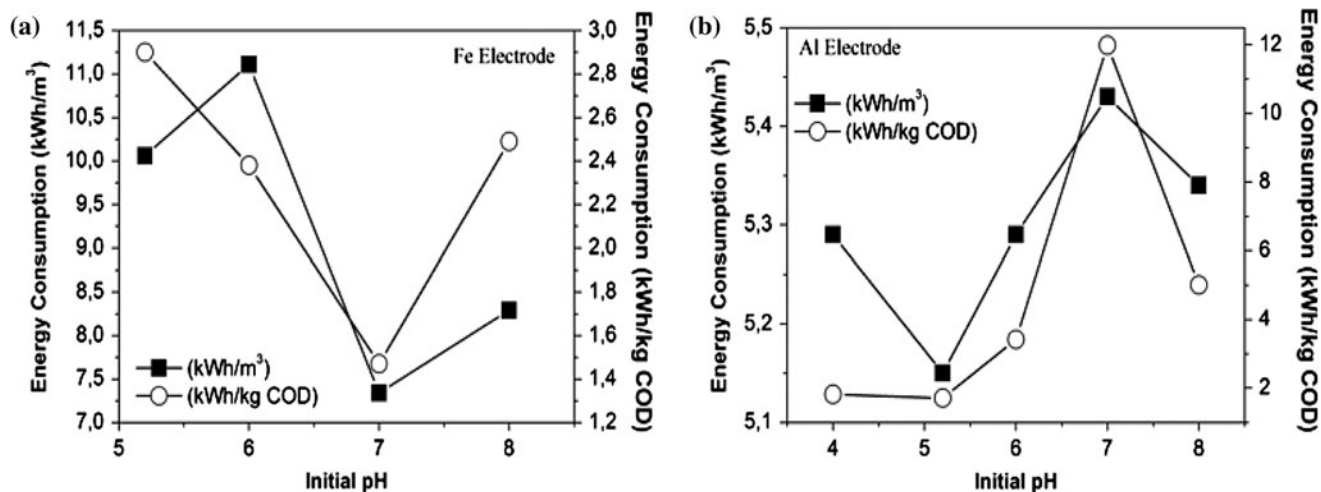 (a)
Energy Consumption (kWh/m³)
11,5
11,0
10,5
10,0
9,5
9,0
8,5
8,0
7,5
7,0
Fe Electrode
(kWh/m³)
(kWh/kg COD)
5
6
7
8
Initial pH
3,0
2,8
2,6
2,4
2,2
2,0
1,8
1,6
1,4
1,2
Energy Consumption (kWh/kg COD)
(b)
Energy Consumption (kWh/m³)
5,5
5,4
5,3
5,2
5,1
Al Electrode
(kWh/m³)
(kWh/kg COD)
4
5
6
7
8
Initial pH
12
10
8
6
4
2
Energy Consumption (kWh/kg COD)